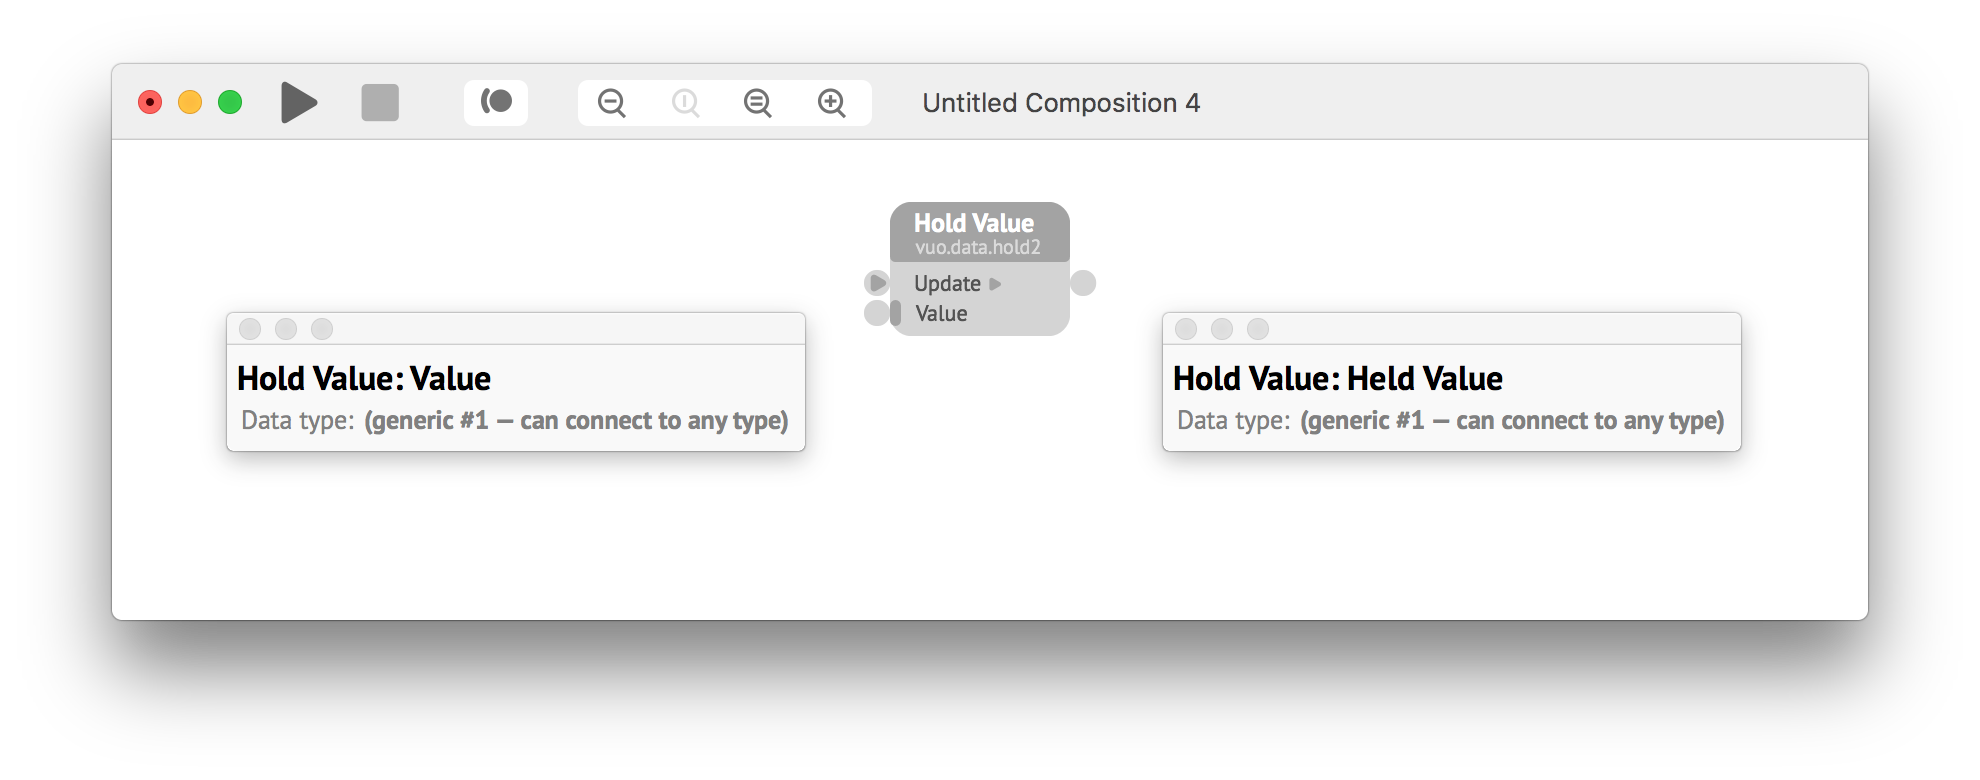 Untitled Composition 4
Hold Value
vuo.data.hold2
Update
Value
Hold Value: Value
Data type: (generic #1 — can connect to any type)
Hold Value: Held Value
Data type: (generic #1 — can connect to any type)